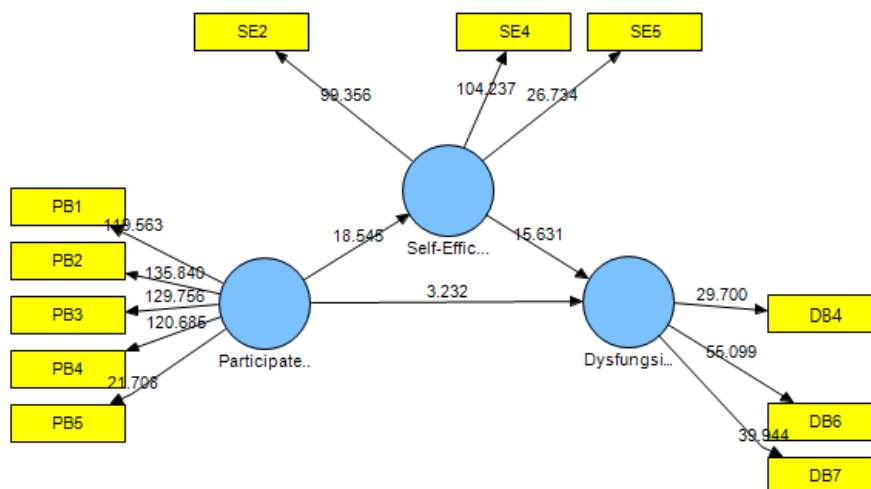 SE2
SE4
SE5
99.356
104.237
26.734
PB1
PB2
PB3
PB4
PB5
119.563
135.840
129.756
120.685
21.708
18.545
Self-Effic...
15.631
3.232
Participate..
Dysfungsi...
29.700
55.099
39.944
DB4
DB6
DB7